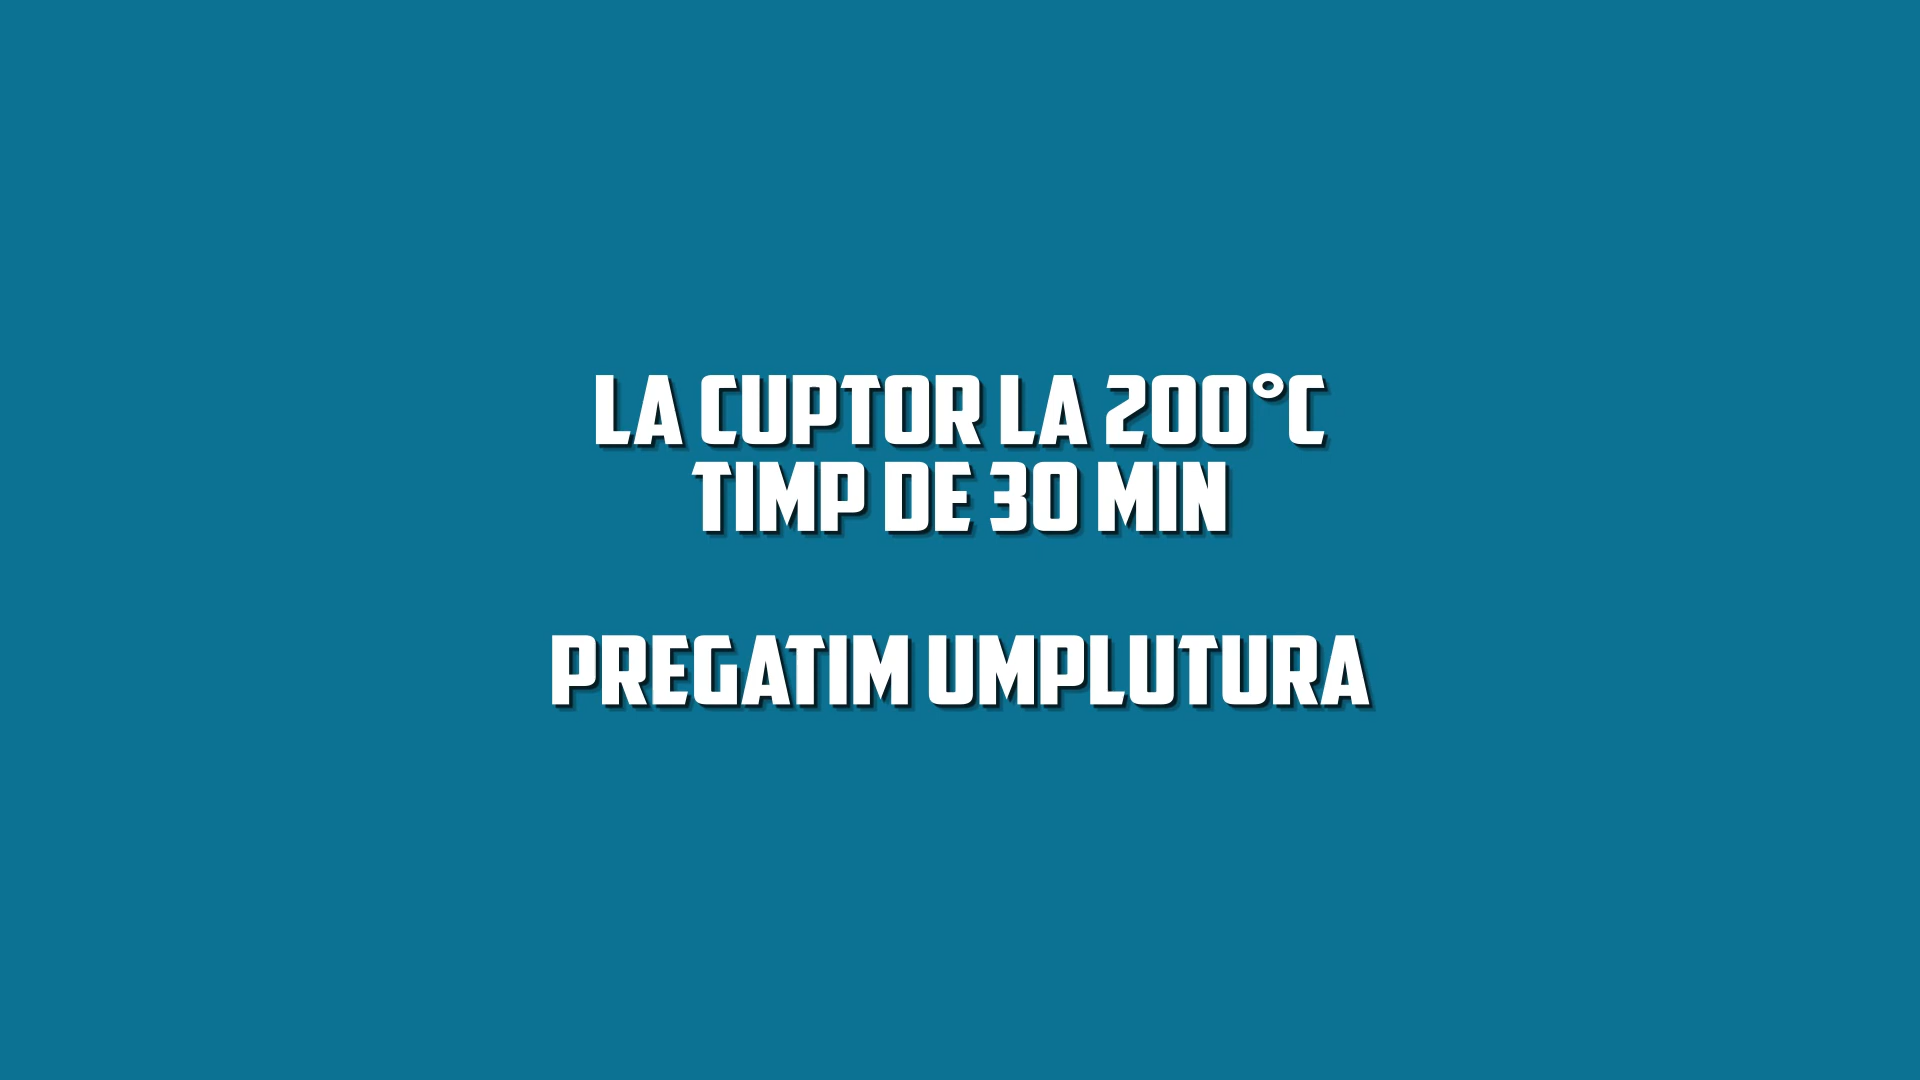 LA CUPTOR LA 200°C
TIMP DE 30 MIN
PREGATIM UMPLUTURA